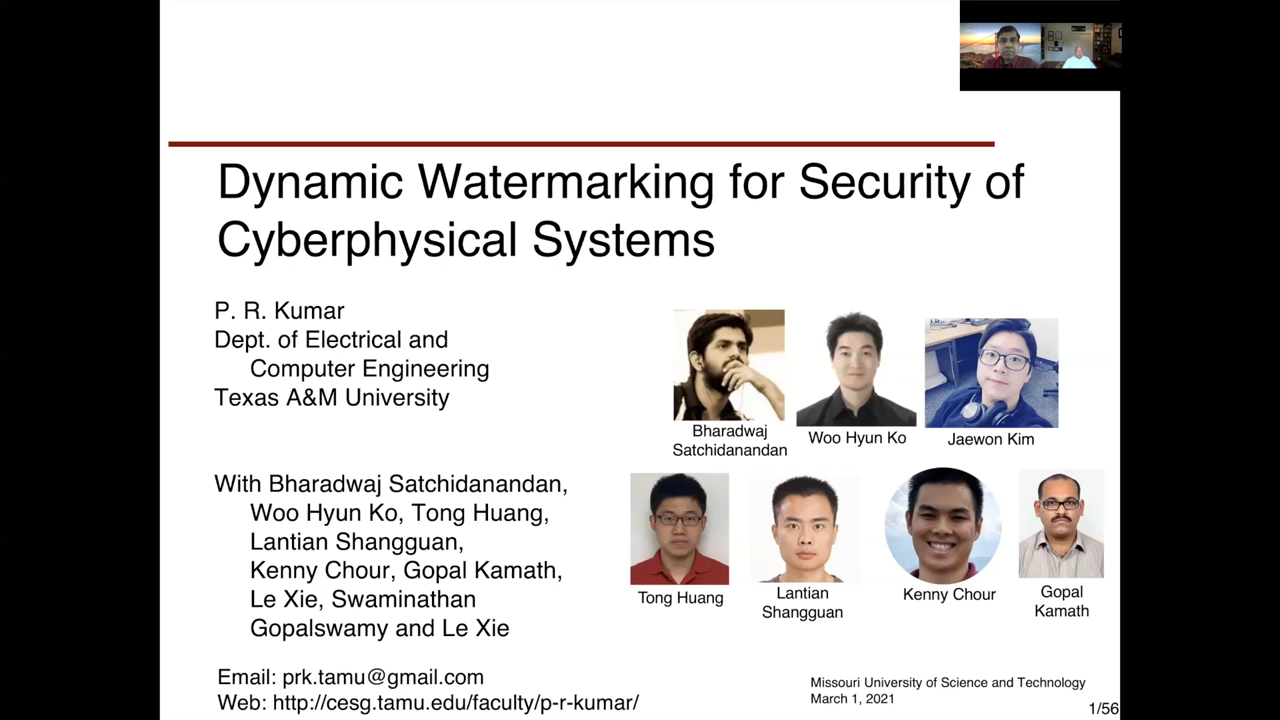 Dynamic Watermarking for Security of
Cyberphysical Systems
P. R. Kumar
Dept. of Electrical and
Computer Engineering
Texas A&M University
Bharadwaj
Satchidanandan
Woo Hyun Ko
Jaewon Kim
With Bharadwaj Satchidanandan,
Woo Hyun Ko, Tong Huang,
Lantian Shangguan,
Kenny Chour, Gopal Kamath,
Le Xie, Swaminathan
Gopalswamy and Le Xie
Tong Huang
Lantian
Shangguan
Kenny Chour
Gopal
Kamath
Email: prk.tamu@gmail.com
Web: http://cesg.tamu.edu/faculty/p-r-kumar/
Missouri University of Science and Technology
March 1, 2021
1/56